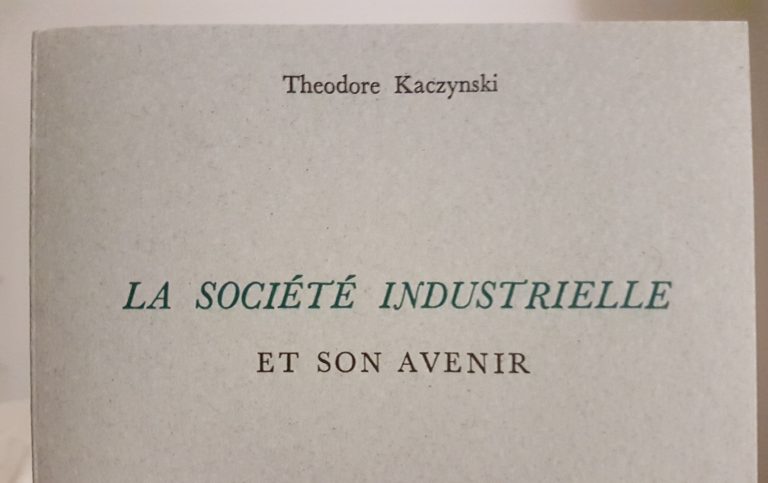 Theodore Kaczynski
LA SOCIÉTÉ INDUSTRIELLE
ET SON AVENIR